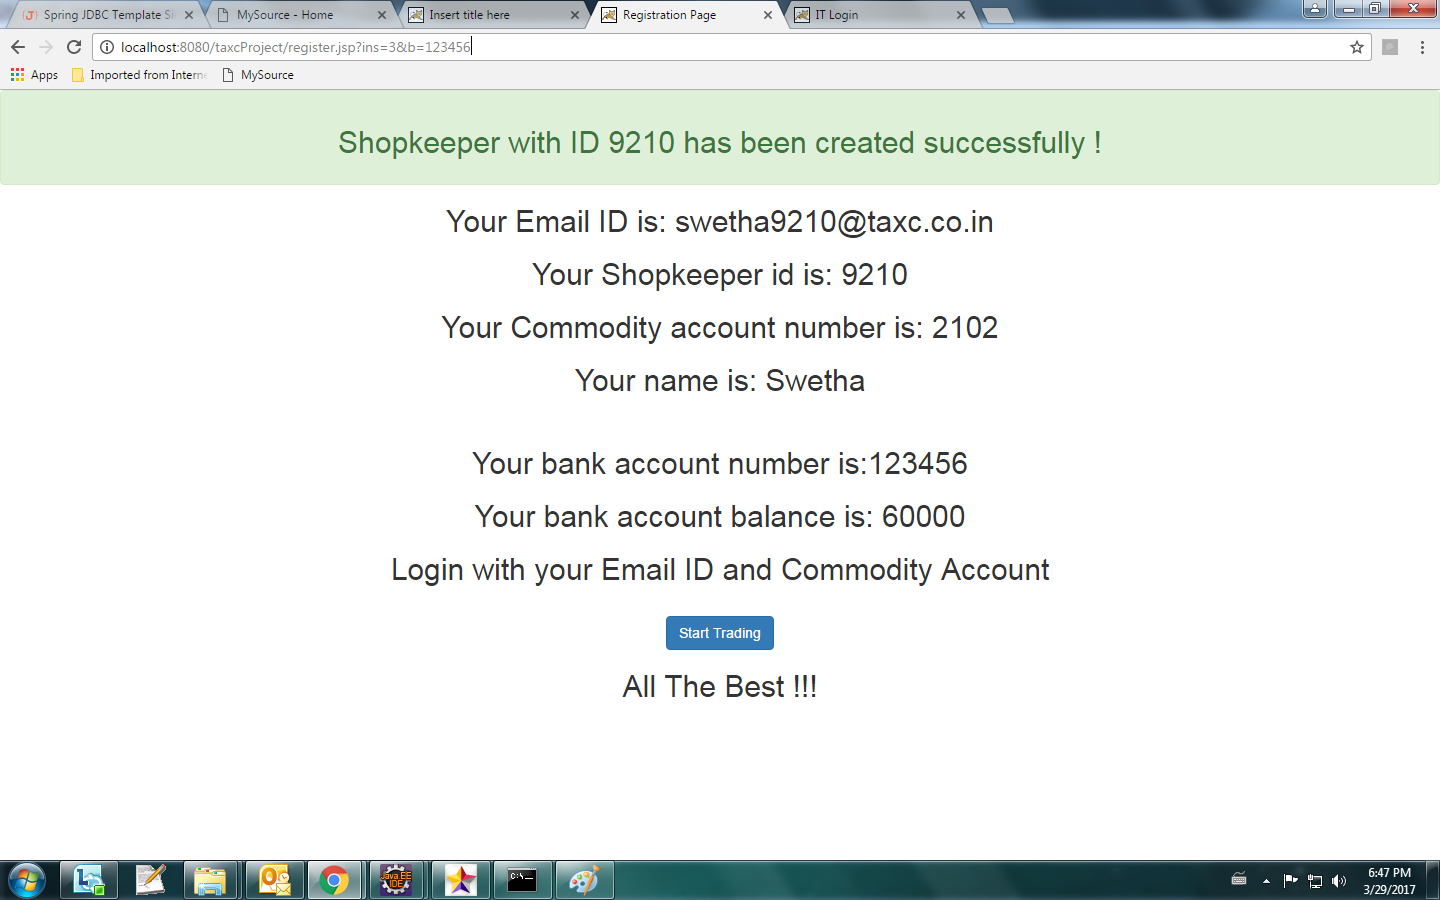 Spring JDBC Template Si
MySource - Home
Insert title here
Registration Page
IT Login
localhost:8080/taxcProject/register.jsp?ins=3&b=123456
Apps
Imported from Intern
MySource
Shopkeeper with ID 9210 has been created successfully !
Your Email ID is: swetha9210@taxc.co.in
Your Shopkeeper id is: 9210
Your Commodity account number is: 2102
Your name is: Swetha
Your bank account number is:123456
Your bank account balance is: 60000
Login with your Email ID and Commodity Account
Start Trading
All The Best !!!
Java EE
IDE
C:\_
6:47 PM
3/29/2017